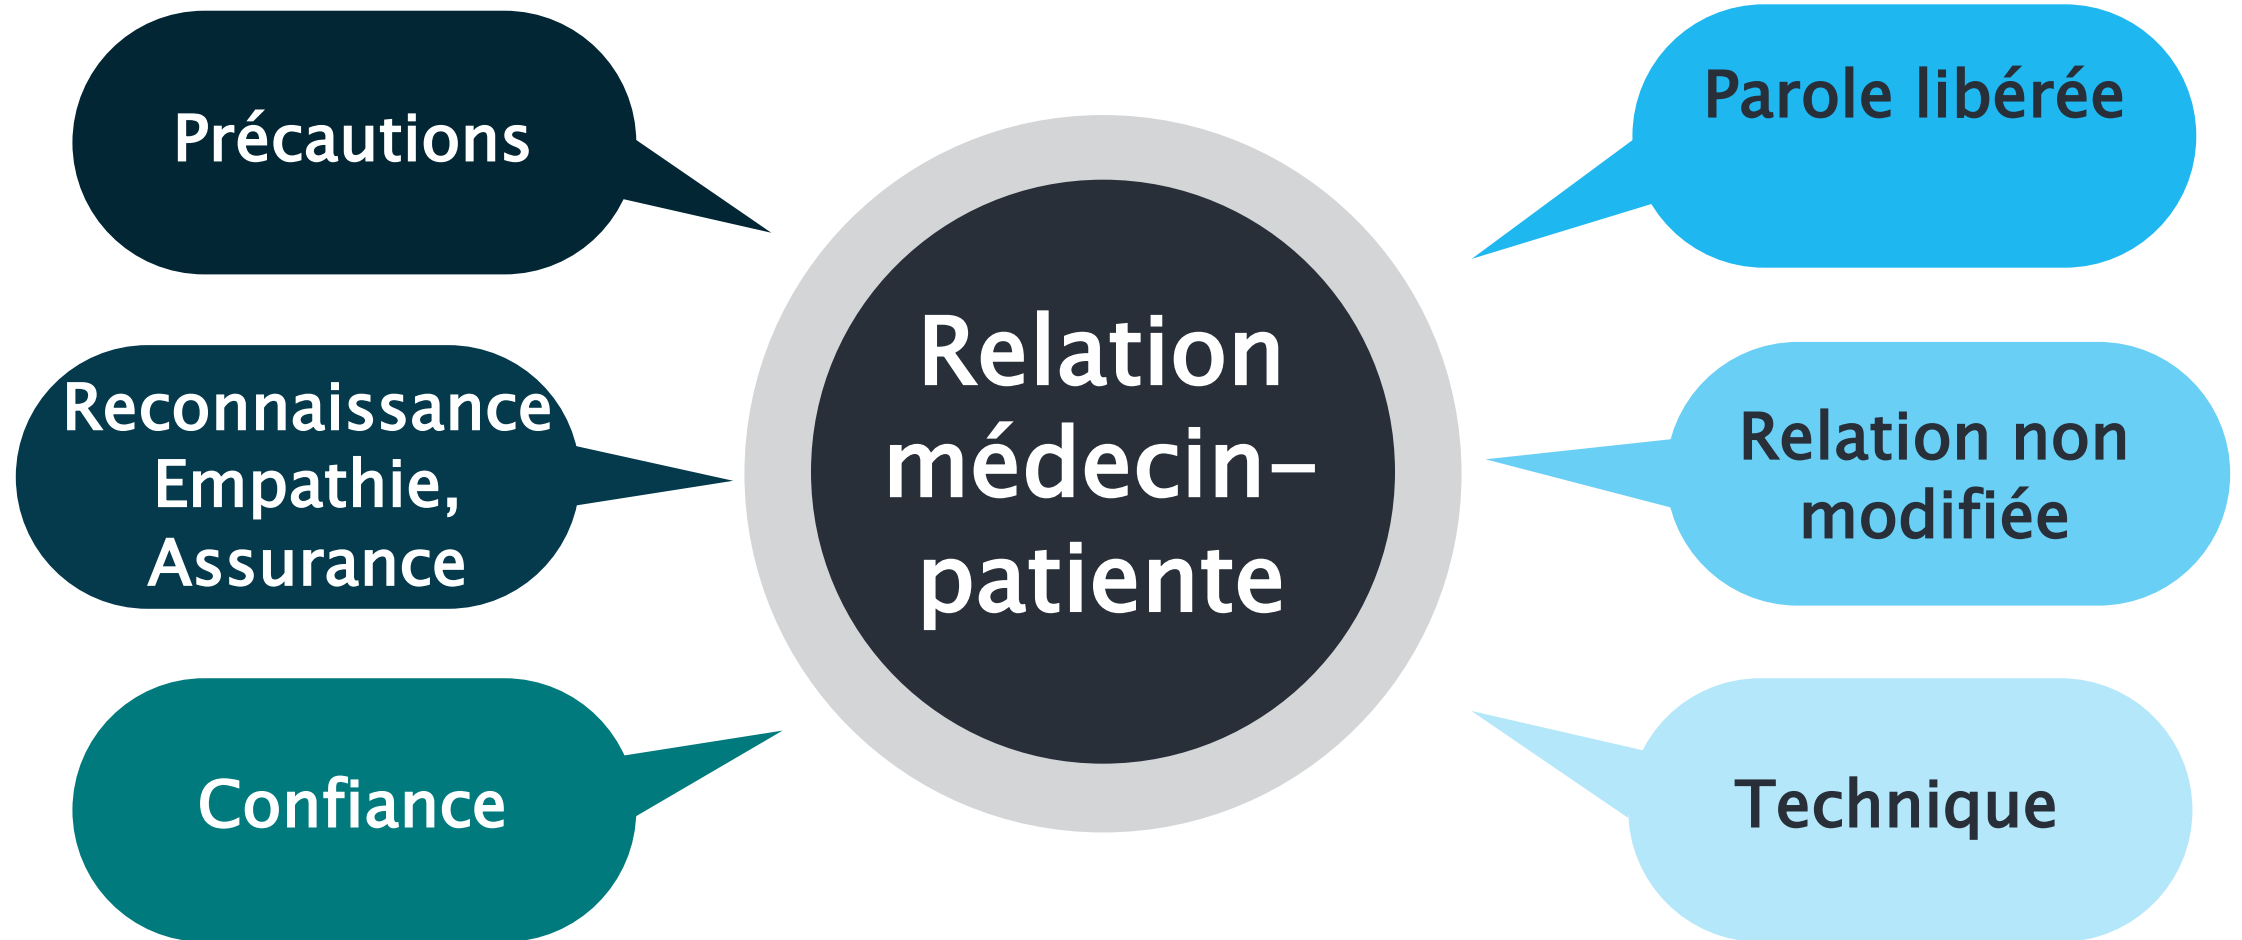 Précautions
Reconnaissance
Empathie,
Assurance
Confiance
Relation
médecin-
patiente
Parole libérée
Relation non
modifiée
Technique